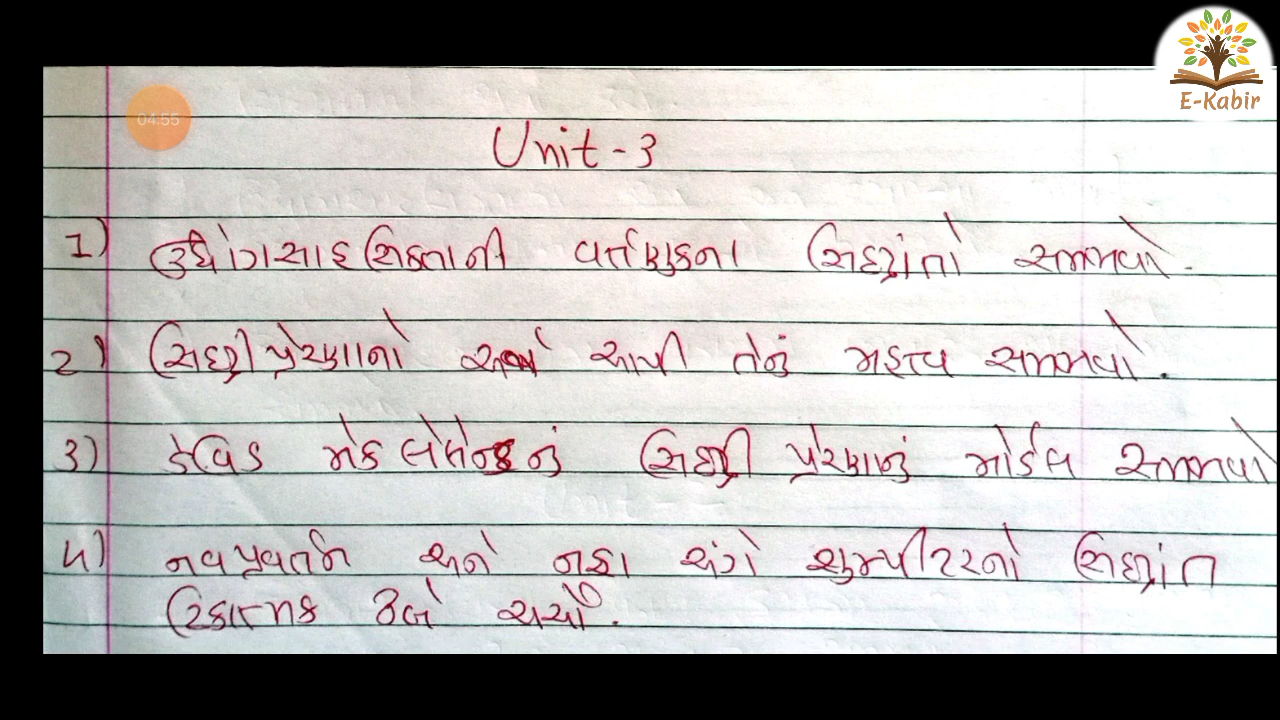 E-Kabir
04:55
Unit-3
1) ઉદ્યોગસાહસિકતાની વર્તણુકના સિદ્ધાંતો સમજાવો.
2) સિદ્ધી પ્રેરણાનો અર્થ આપી તેનું મહત્વ સમજાવો.
3) ડેવિડ મેક લેલેન્ડનું સિદ્ધી પ્રેરણાનું મોડેલ સમજાવો
4) નવપ્રવર્તન અને નફા અંગે શુમ્પીટરનો સિદ્ધાંત
ટિકાત્મક રીતે ચર્ચો.